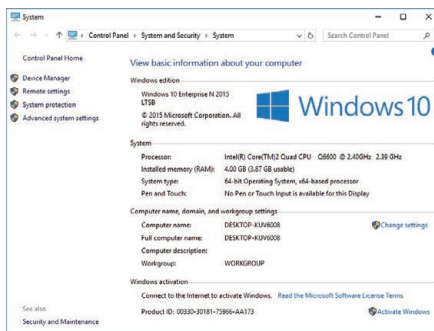 System
Control Panel > System and Security > System
Search Control Panel
Control Panel Home
Device Manager
Remote settings
System protection
Advanced system settings
View basic information about your computer
Windows edition
Windows 10 Enterprise N 2015
LTSB
© 2015 Microsoft Corporation. All
rights reserved.
Windows 10
System
Processor: Intel(R) Core(TM)2 Quad CPU Q6600 @ 2.40GHz 2.39 GHz
Installed memory (RAM): 4.00 GB (3.87 GB usable)
System type: 64-bit Operating System, x64-based processor
Pen and Touch: No Pen or Touch Input is available for this Display
Computer name, domain, and workgroup settings
Computer name: DESKTOP-KUV6008
Change settings
Full computer name: DESKTOP-KUV6008
Computer description:
Workgroup: WORKGROUP
Windows activation
Connect to the Internet to activate Windows. Read the Microsoft Software License Terms
Product ID: 00330-30181-75966-AA173
Activate Windows
See also
Security and Maintenance